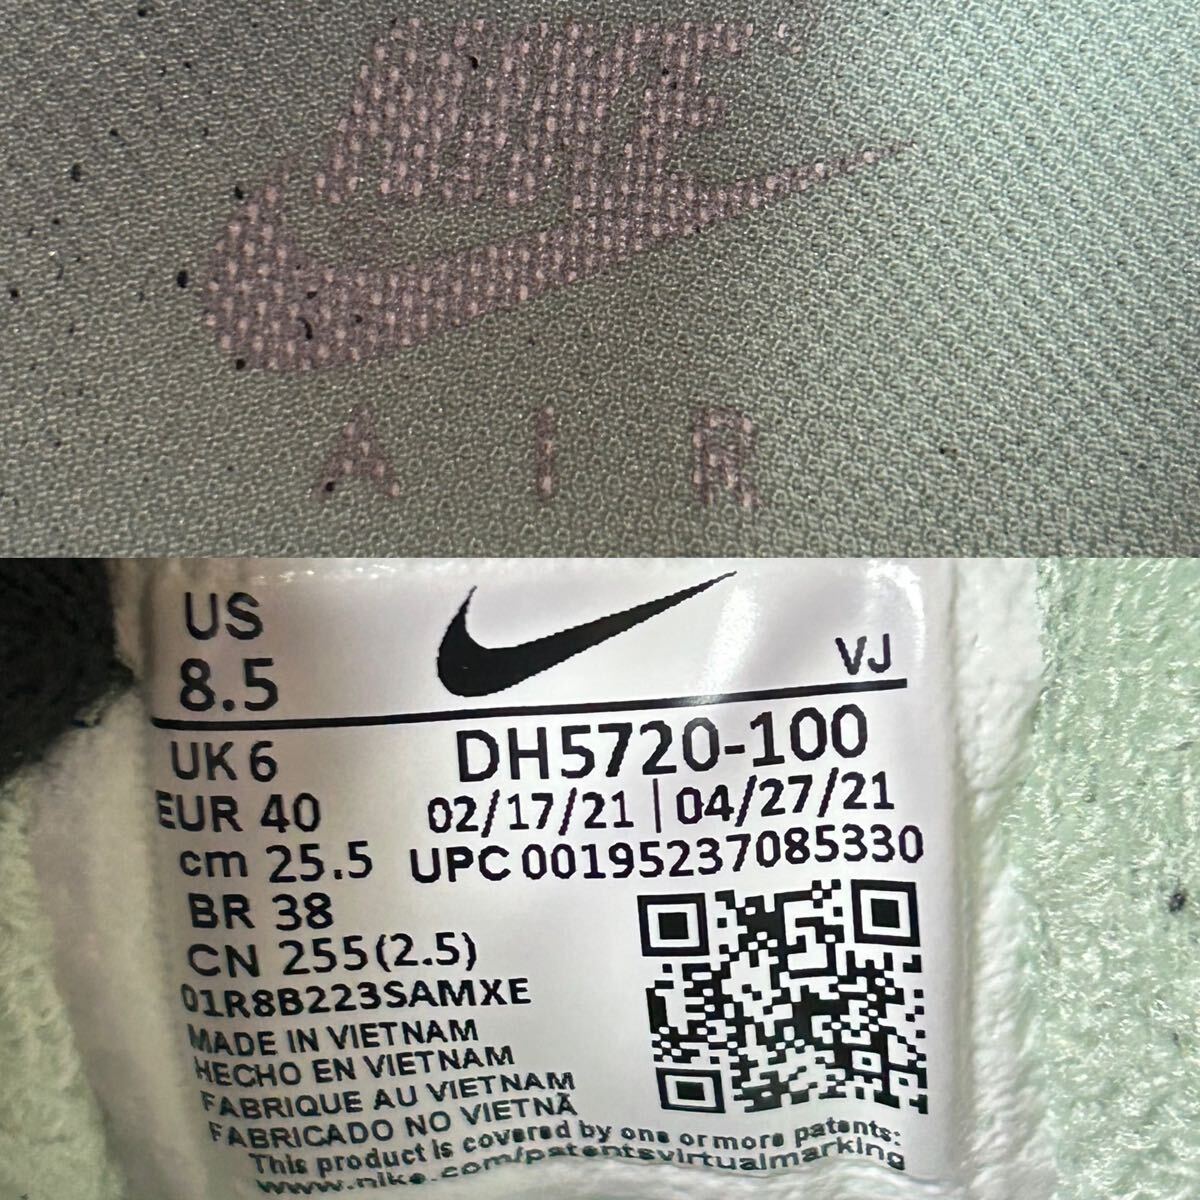 NIKE
AIR
US
8.5
VJ
UK 6
DH5720-100
EUR 40
02/17/21 | 04/27/21
cm 25.5
UPC 00195237085330
BR 38
CN 255(2.5)
01R8B223SAMXE
MADE IN VIETNAM
HECHO EN VIETNAM
FABRIQUE AU VIETNAM
FABRICADO NO VIETNÃ
This product is covered by one or more patents:
www.nike.com/patentsvirtualmarking